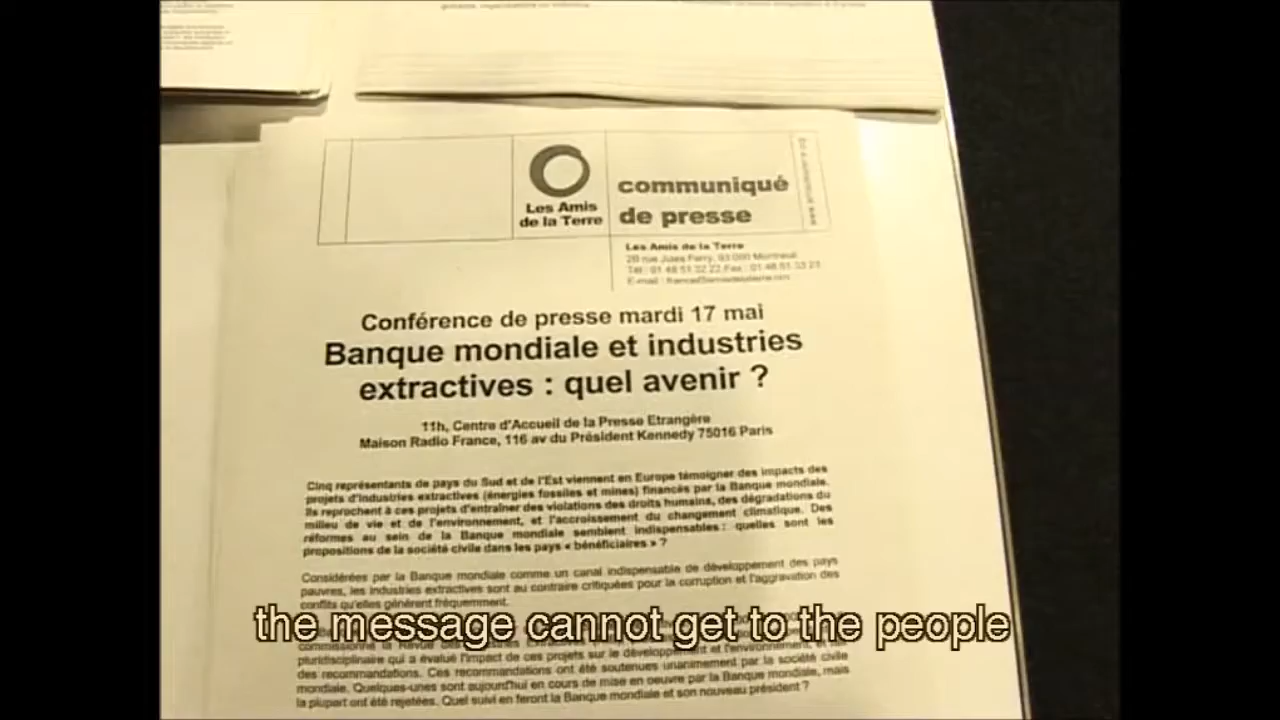 Les Amis
de la Terre
communiqué
de presse
Les Amis de la Terre
2B rue Jules Ferry, 93 000 Montreuil
Conférence de presse mardi 17 mai
Banque mondiale et industries
extractives : quel avenir ?
11h, Centre d'Accueil de la Presse Etrangère
Maison Radio France, 116 av du Président Kennedy 75016 Paris
Cinq représentants de pays du Sud et de l'Est viennent en Europe témoigner des impacts des
projets d'industries extractives (énergies fossiles et mines) financés par la Banque mondiale.
Ils reprochent à ces projets d'entraîner des violations des droits humains, des dégradations du
milieu de vie et de l'environnement, et l'accroissement du changement climatique. Des
réformes au sein de la Banque mondiale semblent indispensables : quelles sont les
propositions de la société civile dans les pays « bénéficiaires » ?
Considérées par la Banque mondiale comme un canal indispensable de développement des pays
pauvres, les industries extractives sont au contraire critiquées pour la corruption et l'aggravation des
conflits qu'elles génèrent fréquemment.
the message cannot get to the people
commissionné la Revue des
pluridisciplinaire qui a évalué l'impact de ces projets sur le développement et l'environnement, et
des recommandations. Ces recommandations ont été soutenues unanimement par la société civile
mondiale. Quelques-unes sont aujourd'hui en cours de mise en oeuvre par la Banque mondiale, mais
la plupart ont été rejetées. Quel suivi en feront la Banque mondiale et son nouveau président ?